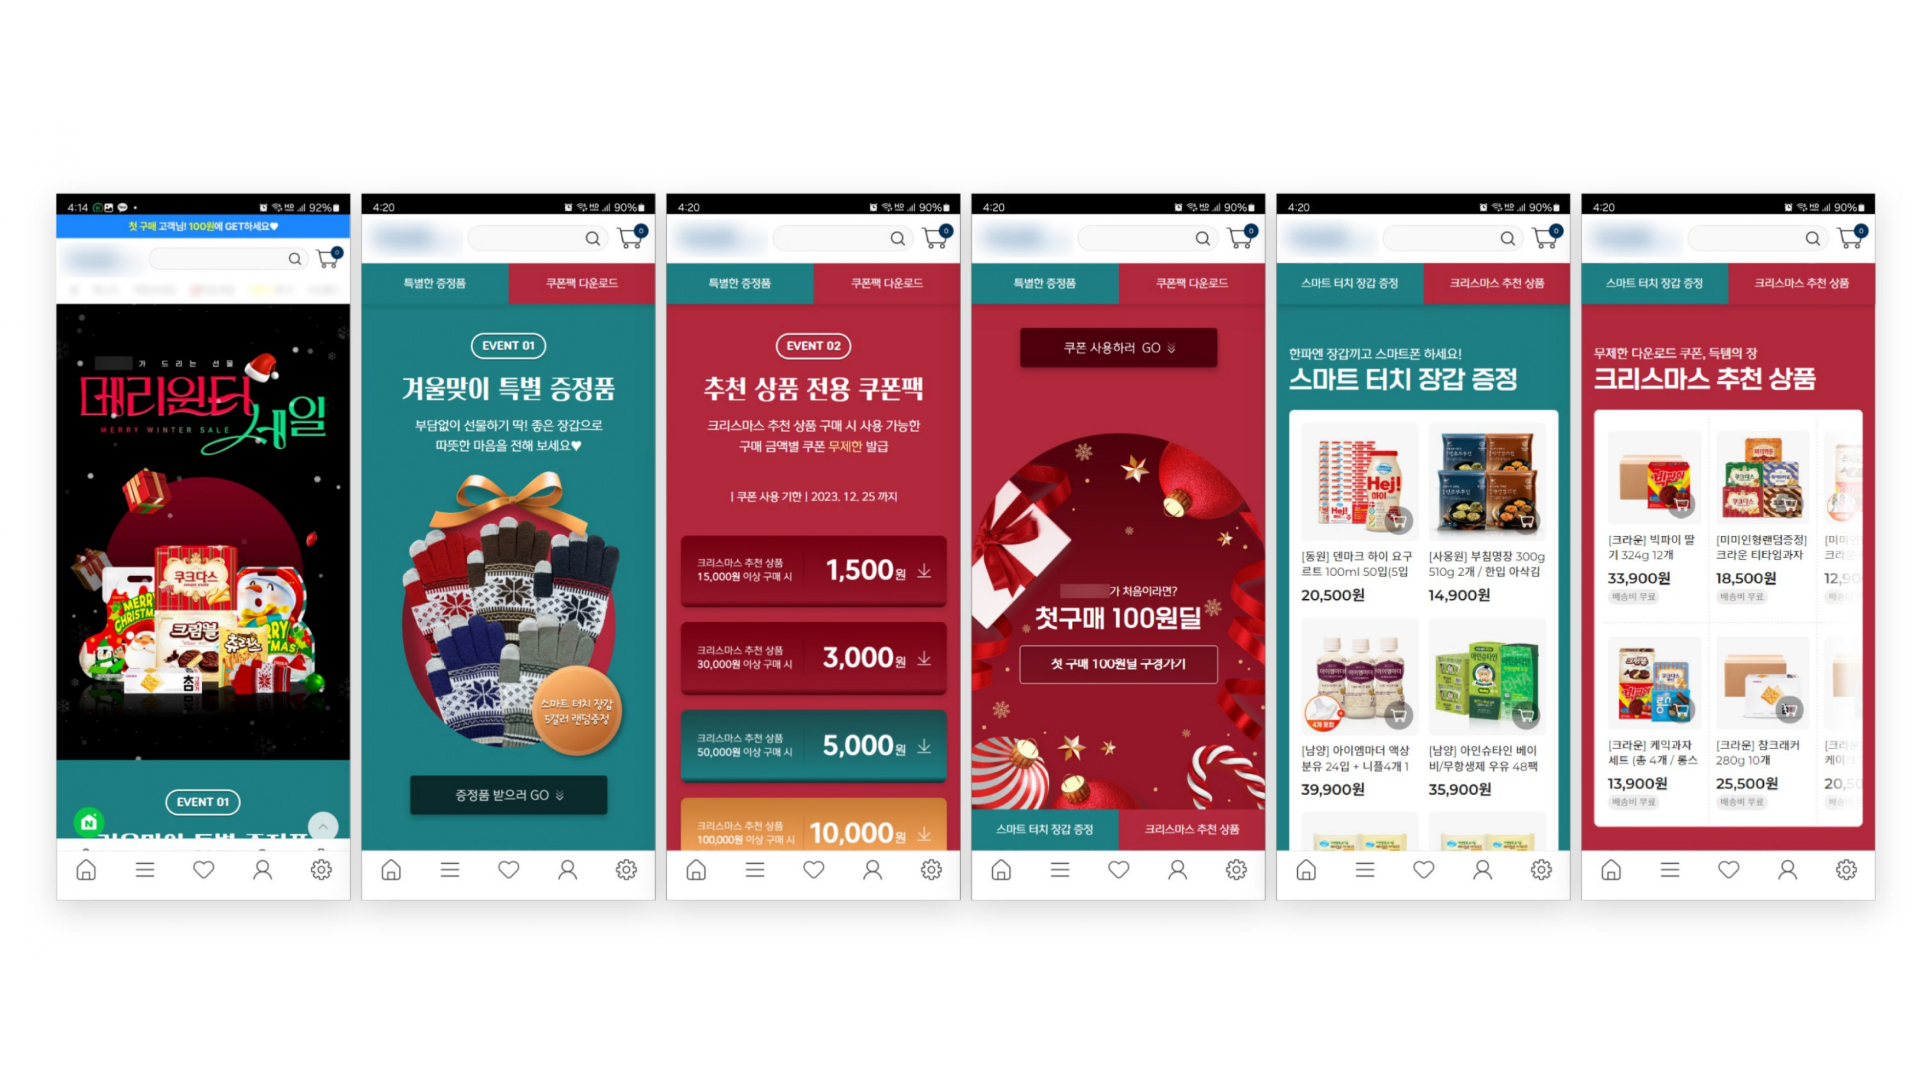 4:14
92%
첫 구매 고객님! 100원에 GET하세요♥
0
가 드리는 선물
메리윈터
세일
MERRY WINTER SALE
쿠크다스
MERRY
CHRISTMAS
크림블
츄러스
참
EVENT 01
4:20
90%
0
특별한 증정품
쿠폰팩 다운로드
EVENT 01
겨울맞이 특별 증정품
부담없이 선물하기 딱! 좋은 장갑으로
따뜻한 마음을 전해 보세요♥
스마트 터치 장갑
5컬러 랜덤증정
증정품 받으러 GO
4:20
90%
0
특별한 증정품
쿠폰팩 다운로드
EVENT 02
추천 상품 전용 쿠폰팩
크리스마스 추천 상품 구매 시 사용 가능한
구매 금액별 쿠폰 무제한 발급
| 쿠폰 사용 기한 | 2023. 12. 25 까지
크리스마스 추천 상품
15,000원 이상 구매 시
1,500원
크리스마스 추천 상품
30,000원 이상 구매 시
3,000원
크리스마스 추천 상품
50,000원 이상 구매 시
5,000원
크리스마스 추천 상품
100,000원 이상 구매 시
10,000원
4:20
90%
0
특별한 증정품
쿠폰팩 다운로드
쿠폰 사용하러 GO
가 처음이라면?
첫구매 100원딜
첫 구매 100원딜 구경가기
스마트 터치 장갑 증정
크리스마스 추천 상품
4:20
90%
0
스마트 터치 장갑 증정
크리스마스 추천 상품
한파엔 장갑끼고 스마트폰 하세요!
스마트 터치 장갑 증정
Hej!
하이
[동원] 덴마크 하이 요구
르트 100ml 50입(5입
20,500원
[사옹원] 부침명장 300g
510g 2개 / 한입 아삭김
14,900원
[남양] 아이엠마더 액상
분유 24입 + 니플4개 1
39,900원
아인슈타인
[남양] 아인슈타인 베이
비/무항생제 우유 48팩
35,900원
4:20
90%
0
스마트 터치 장갑 증정
크리스마스 추천 상품
무제한 다운로드 쿠폰, 득템의 장
크리스마스 추천 상품
[크라운] 빅파이 딸
기 324g 12개
33,900원
배송비 무료
[미미인형랜덤증정]
크라운 티타임과자
18,500원
배송비 무료
[미미인
크라운
12,90
[크라운] 케익과자
세트 (총 4개 / 롱스
13,900원
배송비 무료
[크라운] 참크래커
280g 10개
25,500원
배송비 무료
[크라운
케이크
20,50